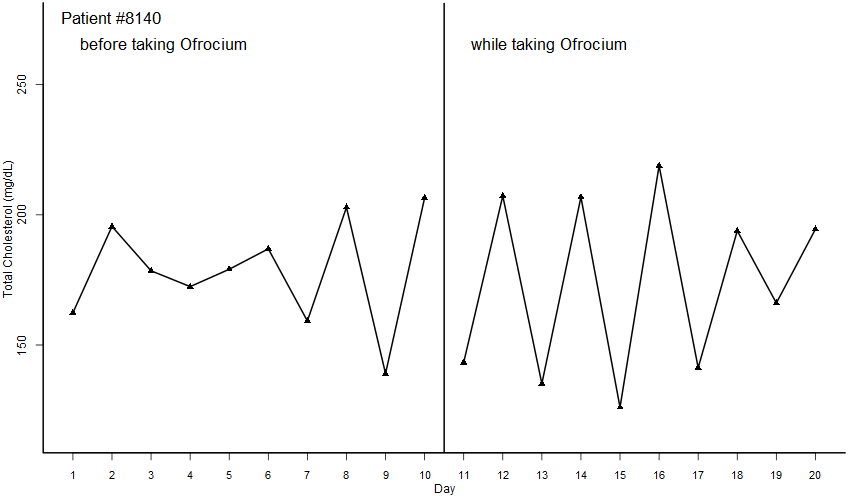 Patient #8140
before taking Ofrocium
while taking Ofrocium
Total Cholesterol (mg/dL)
250
200
150
1 2 3 4 5 6 7 8 9 10 11 12 13 14 15 16 17 18 19 20
Day